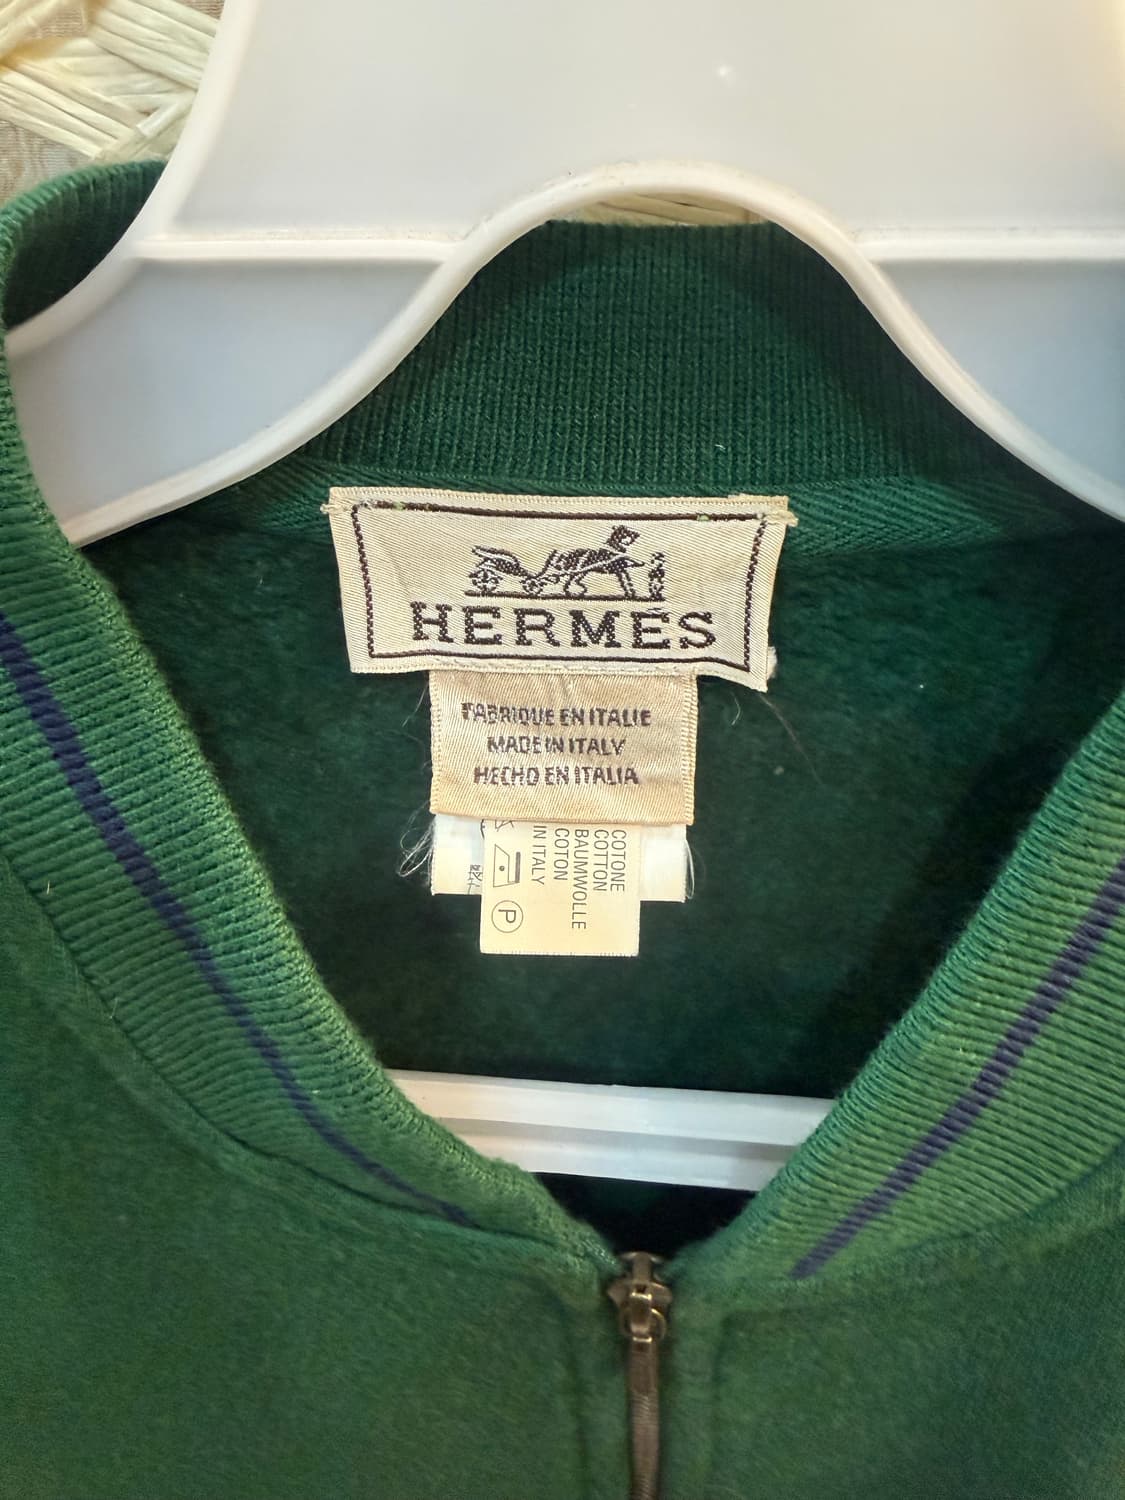 HERMÈS
FABRIQUE EN ITALIE
MADE IN ITALY
HECHO EN ITALIA
COTONE
COTTON
BAUMWOLLE
COTON
IN ITALY
P